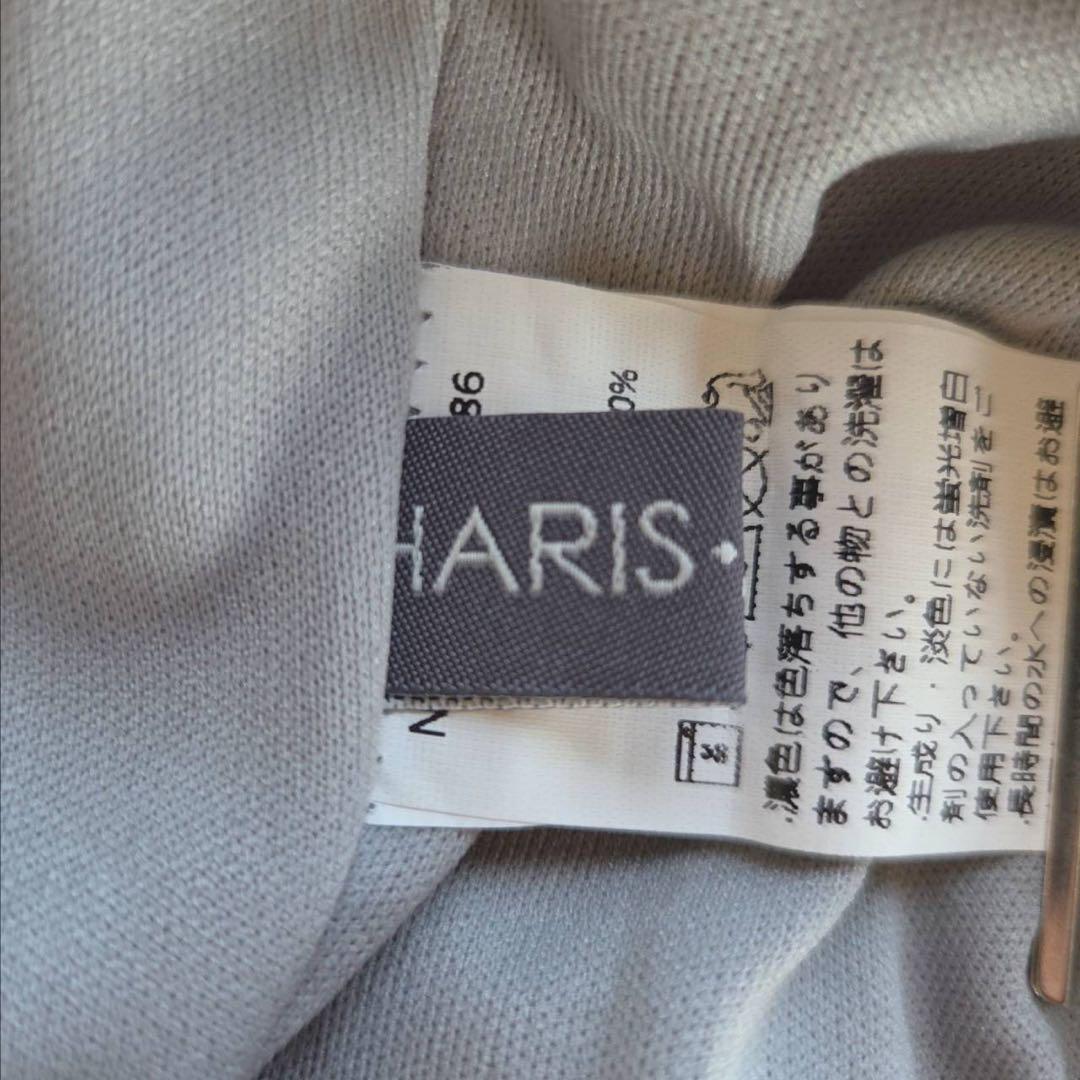 HARIS
86
0%
N
・濃色は色落ちする事があり
ますので、他の物との洗濯は
お避け下さい。
・生成り・淡色には蛍光増白
剤の入っていない洗剤をご
使用下さい。
・長時間の水への浸漬はお避